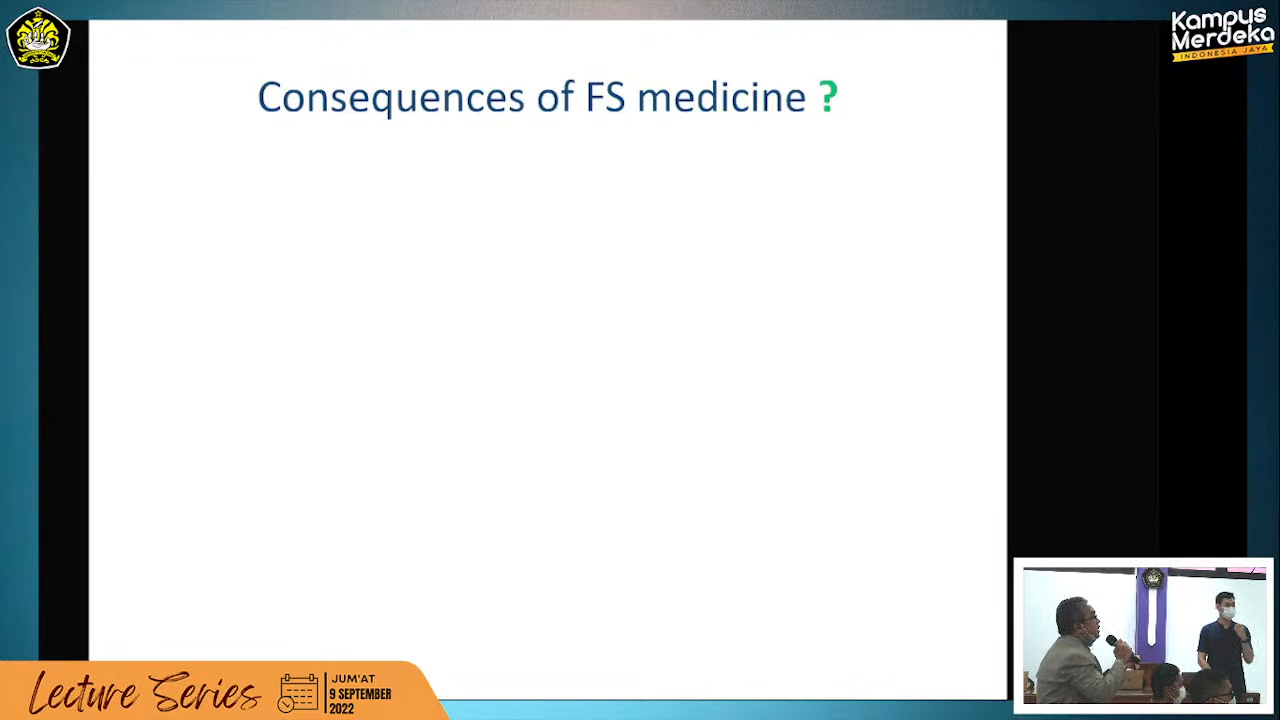 Kampus
Merdeka
INDONESIA JAYA
Consequences of FS medicine ?
Lecture Series
JUM'AT
9 SEPTEMBER
2022